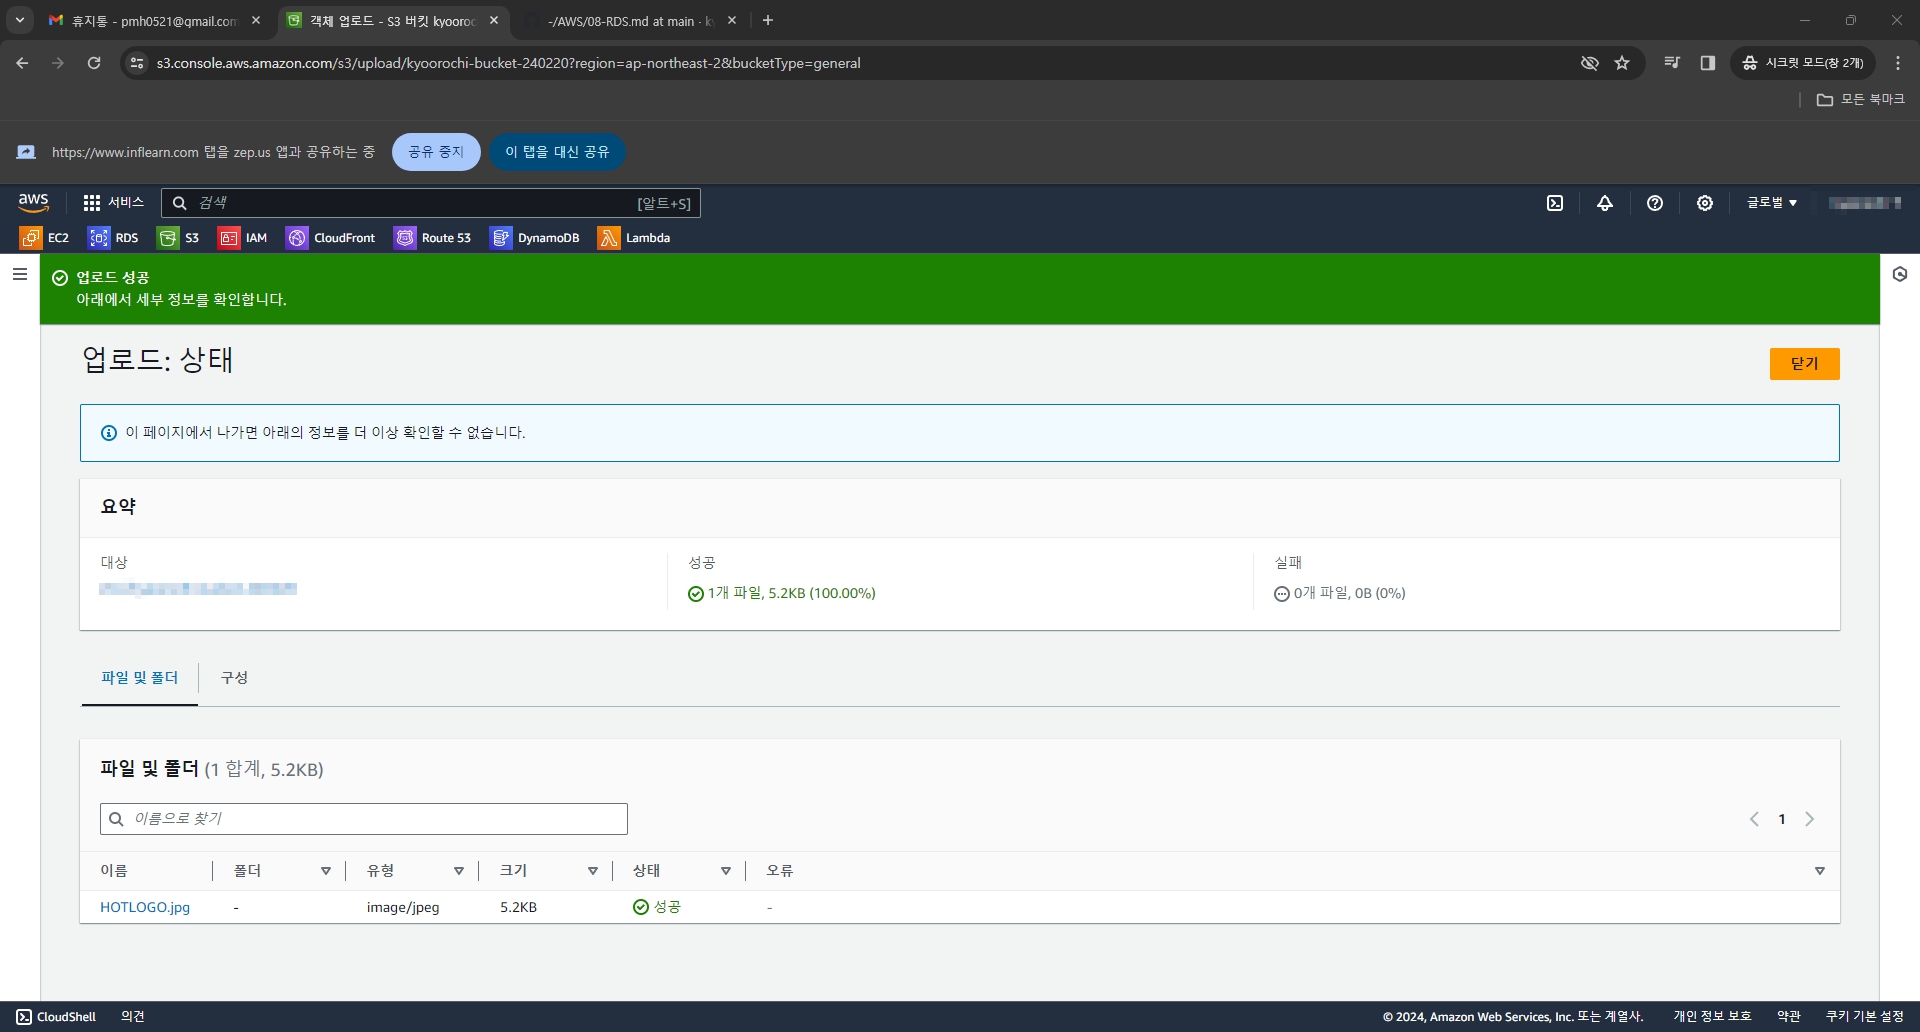 휴지통 - pmh0521@gmail.com
객체 업로드 - S3 버킷 kyooroc
-/AWS/08-RDS.md at main · k
s3.console.aws.amazon.com/s3/upload/kyoorochi-bucket-240220?region=ap-northeast-2&bucketType=general
시크릿 모드(창 2개)
모든 북마크
https://www.inflearn.com 탭을 zep.us 앱과 공유하는 중
공유 중지
이 탭을 대신 공유
aws
서비스
검색
[알트+S]
글로벌
EC2
RDS
S3
IAM
CloudFront
Route 53
DynamoDB
Lambda
업로드 성공
아래에서 세부 정보를 확인합니다.
업로드: 상태
닫기
이 페이지에서 나가면 아래의 정보를 더 이상 확인할 수 없습니다.
요약
대상
성공
1개 파일, 5.2KB (100.00%)
실패
0개 파일, 0B (0%)
파일 및 폴더
구성
파일 및 폴더 (1 합계, 5.2KB)
이름으로 찾기
1
이름
폴더
유형
크기
상태
오류
HOTLOGO.jpg
-
image/jpeg
5.2KB
성공
-
CloudShell
의견
© 2024, Amazon Web Services, Inc. 또는 계열사.
개인 정보 보호
약관
쿠키 기본 설정